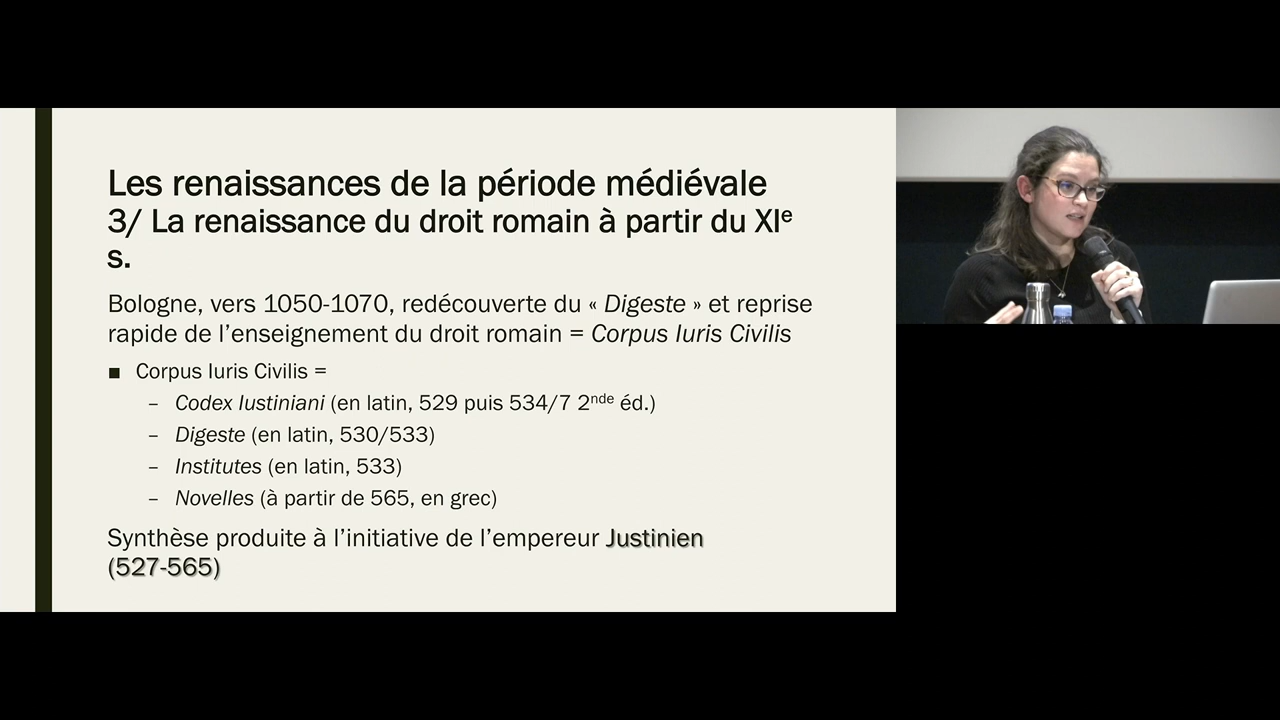 Les renaissances de la période médiévale
3/ La renaissance du droit romain à partir du XIᵉ
s.
Bologne, vers 1050-1070, redécouverte du « Digeste » et reprise
rapide de l’enseignement du droit romain = Corpus Iuris Civilis
■ Corpus Iuris Civilis =
– Codex Iustiniani (en latin, 529 puis 534/7 2ⁿᵈᵉ éd.)
– Digeste (en latin, 530/533)
– Institutes (en latin, 533)
– Novelles (à partir de 565, en grec)
Synthèse produite à l’initiative de l’empereur Justinien
(527-565)